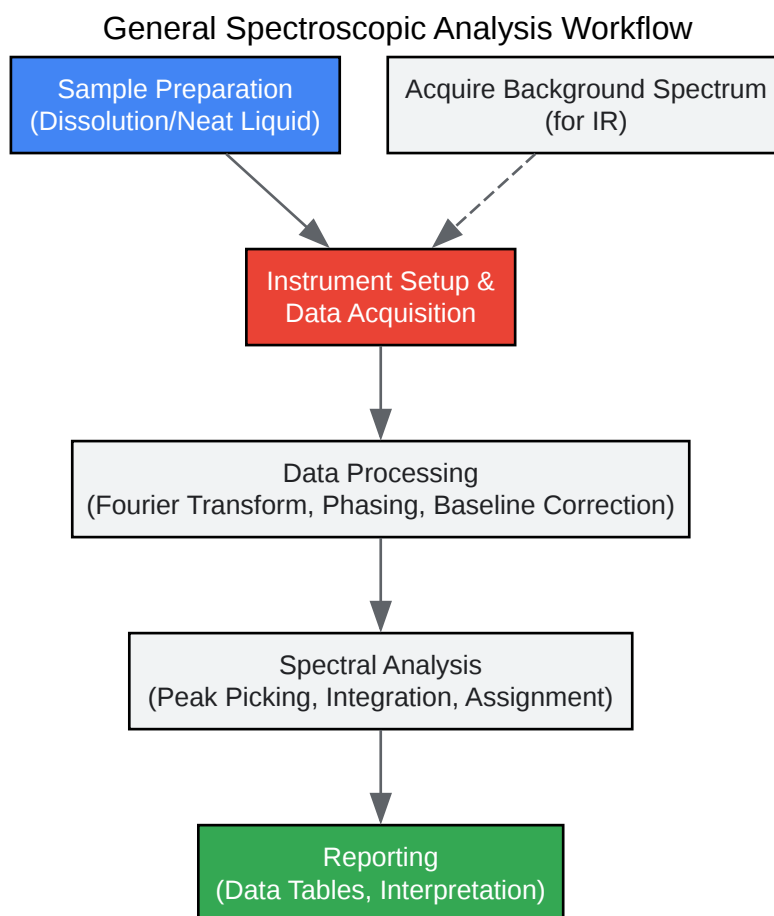 General Spectroscopic Analysis Workflow
Sample Preparation
(Dissolution/Neat Liquid)
Acquire Background Spectrum
(for IR)
Instrument Setup &
Data Acquisition
Data Processing
(Fourier Transform, Phasing, Baseline Correction)
Spectral Analysis
(Peak Picking, Integration, Assignment)
Reporting
(Data Tables, Interpretation)